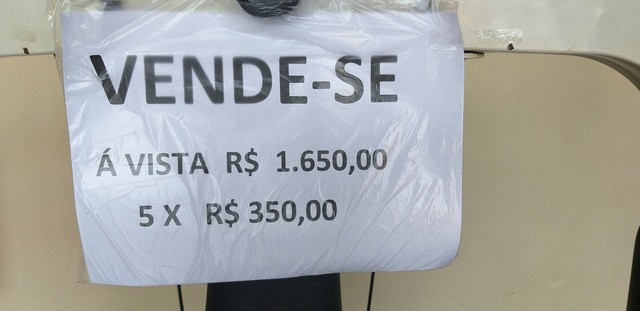 VENDE-SE
Á VISTA R$ 1.650,00
5 X R$ 350,00